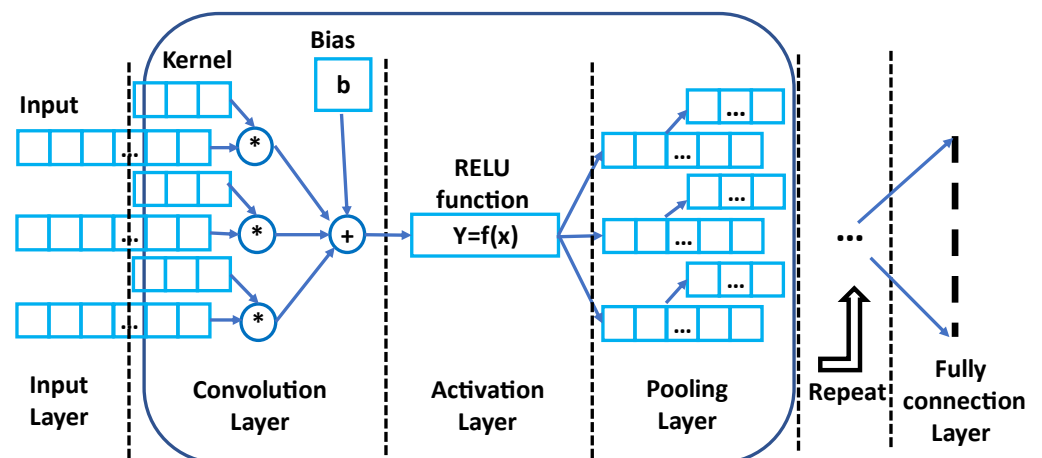 Bias
Kernel
b
Input
*
...
RELU
function
*
...
+
Y=f(x)
*
...
...
...
...
...
...
...
...
Input
Layer
Convolution
Layer
Activation
Layer
Pooling
Layer
Repeat
Fully
connection
Layer